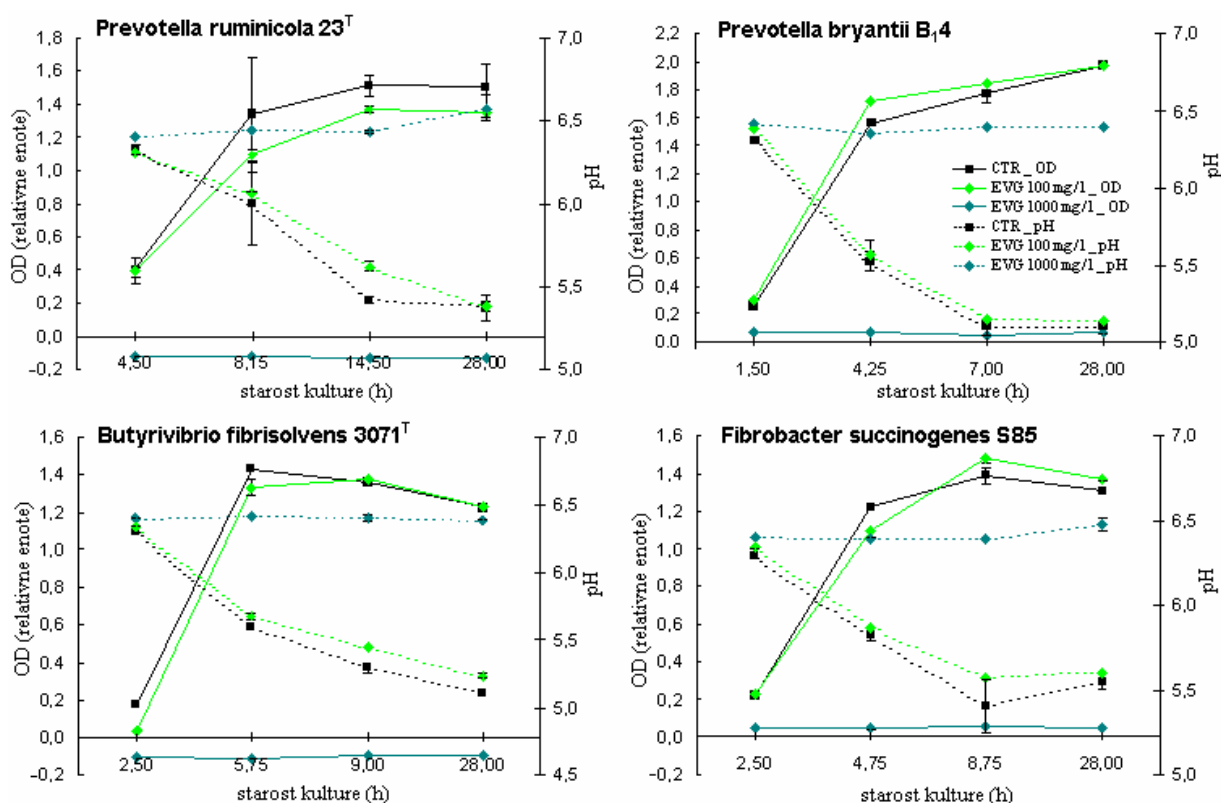 Prevotella ruminicola 23T
1,8
1,6
1,4
1,2
1,0
0,8
0,6
0,4
0,2
0,0
-0,2
OD (relativne enote)
7,0
6,5
6,0
5,5
5,0
pH
4,50 8,15 14,50 28,00
starost kulture (h)
Prevotella bryantii B14
2,2
2,0
1,8
1,6
1,4
1,2
1,0
0,8
0,6
0,4
0,2
0,0
OD (relativne enote)
7,0
6,5
6,0
5,5
5,0
pH
CTR_OD
EVG 100mg/l_OD
EVG 1000mg/l_OD
CTR_pH
EVG 100mg/l_pH
EVG 1000mg/l_pH
1,50 4,25 7,00 28,00
starost kulture (h)
Butyrivibrio fibrisolvens 3071T
1,6
1,4
1,2
1,0
0,8
0,6
0,4
0,2
0,0
-0,2
OD (relativne enote)
7,0
6,5
6,0
5,5
5,0
4,5
pH
2,50 5,75 9,00 28,00
starost kulture (h)
Fibrobacter succinogenes S85
1,6
1,4
1,2
1,0
0,8
0,6
0,4
0,2
0,0
-0,2
OD (relativne enote)
7,0
6,5
6,0
5,5
5,0
pH
2,50 4,75 8,75 28,00
starost kulture (h)